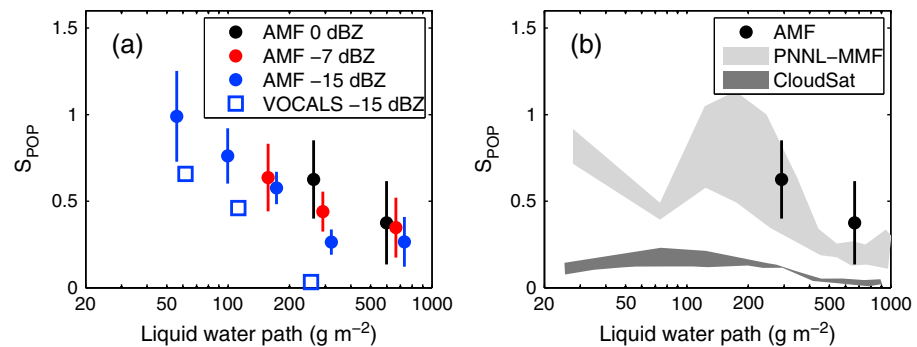 (a)
AMF 0 dBZ
AMF −7 dBZ
AMF −15 dBZ
VOCALS −15 dBZ
1.5
1
0.5
0
S_POP
20 50 100 200 500 1000
Liquid water path (g m⁻²)
(b)
AMF
PNNL−MMF
CloudSat
1.5
1
0.5
0
S_POP
20 50 100 200 500 1000
Liquid water path (g m⁻²)